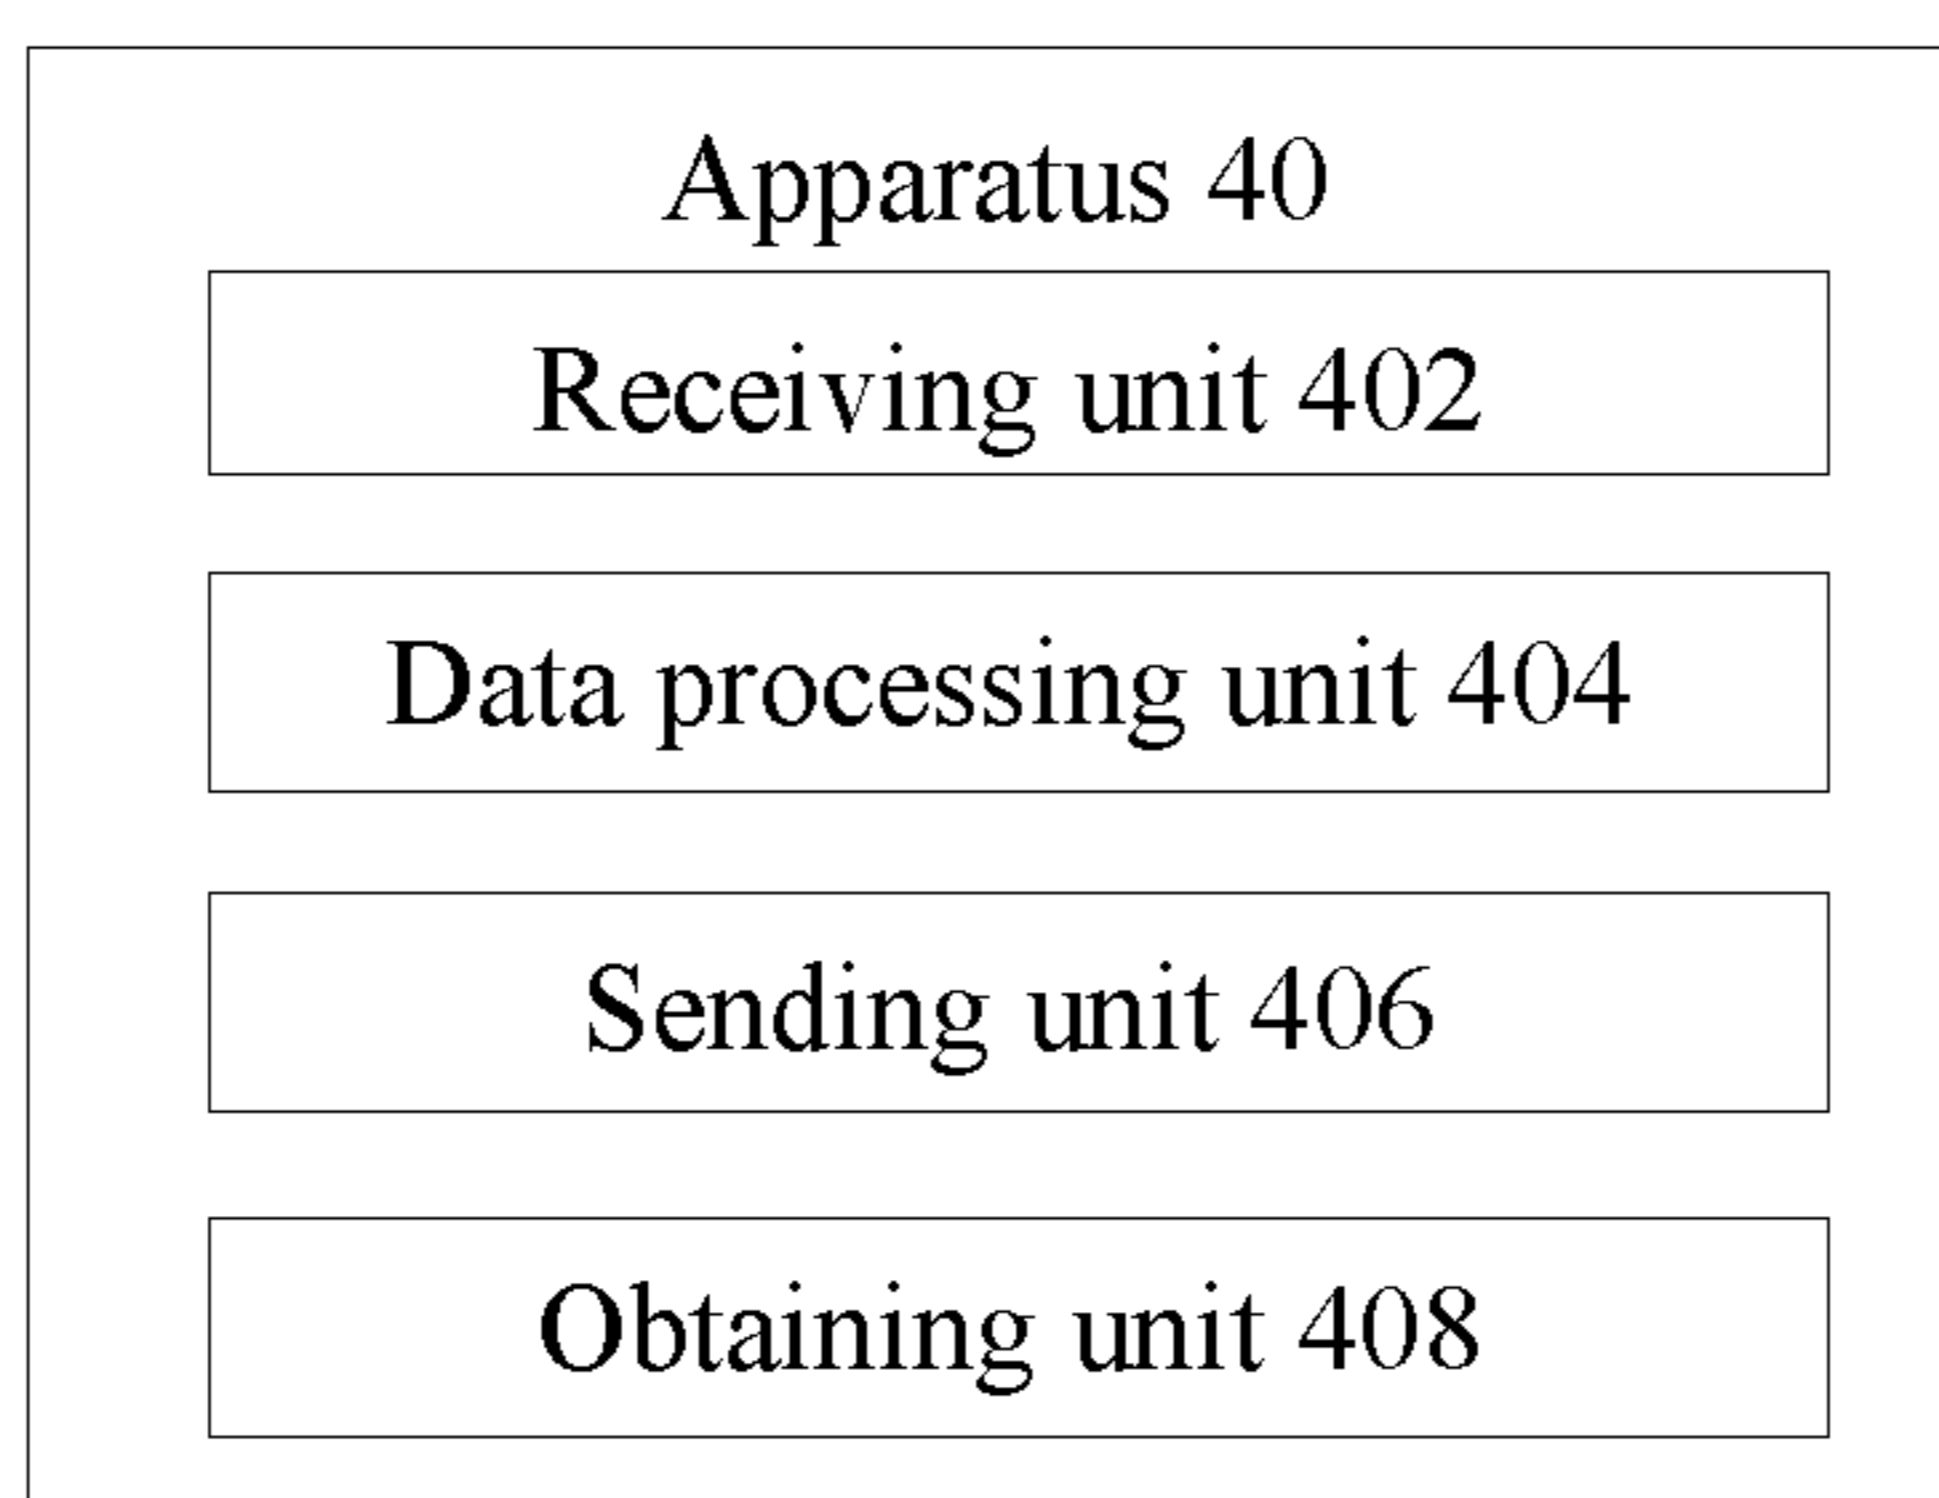 Apparatus 40
Receiving unit 402
Data processing unit 404
Sending unit 406
Obtaining unit 408